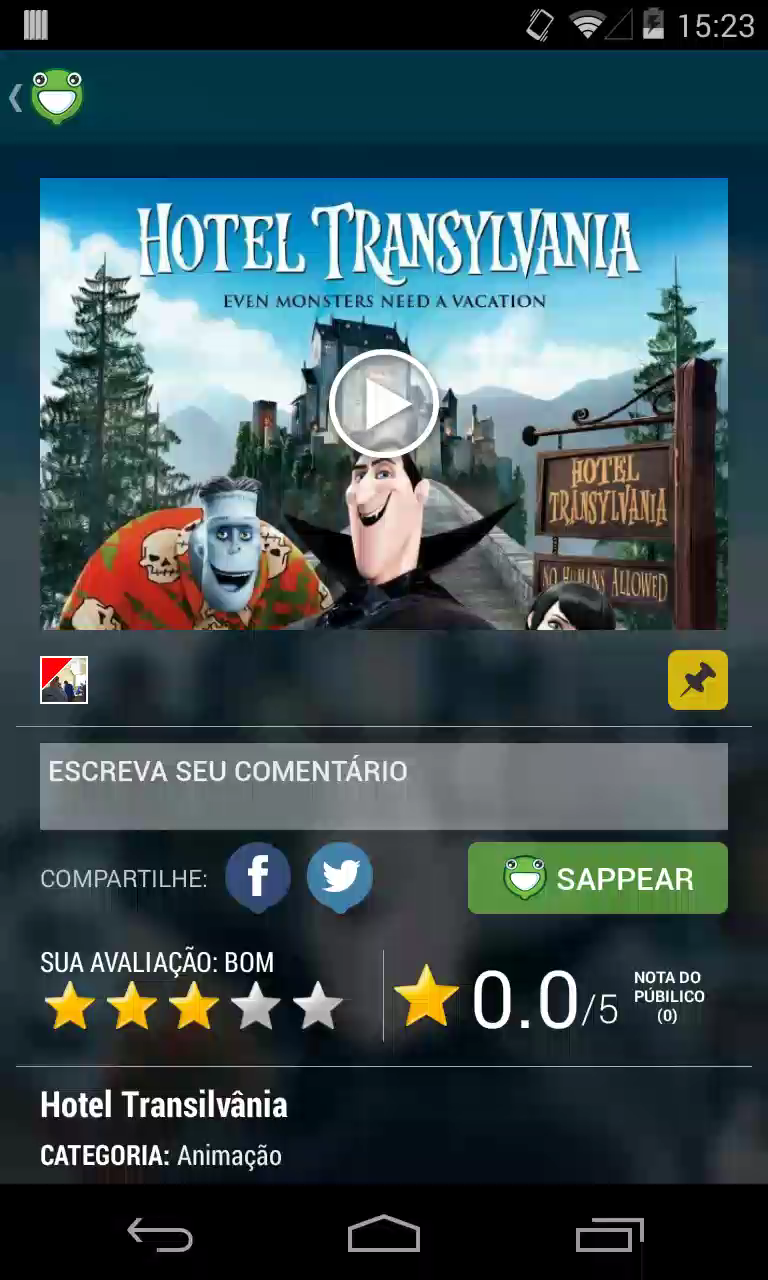 15:23
HOTEL TRANSYLVANIA
EVEN MONSTERS NEED A VACATION
HOTEL
TRANSYLVANIA
NO HUMANS ALLOWED
ESCREVA SEU COMENTÁRIO
COMPARTILHE:
SAPPEAR
SUA AVALIAÇÃO: BOM
0.0/5
NOTA DO
PÚBILICO
(0)
Hotel Transilvânia
CATEGORIA: Animação